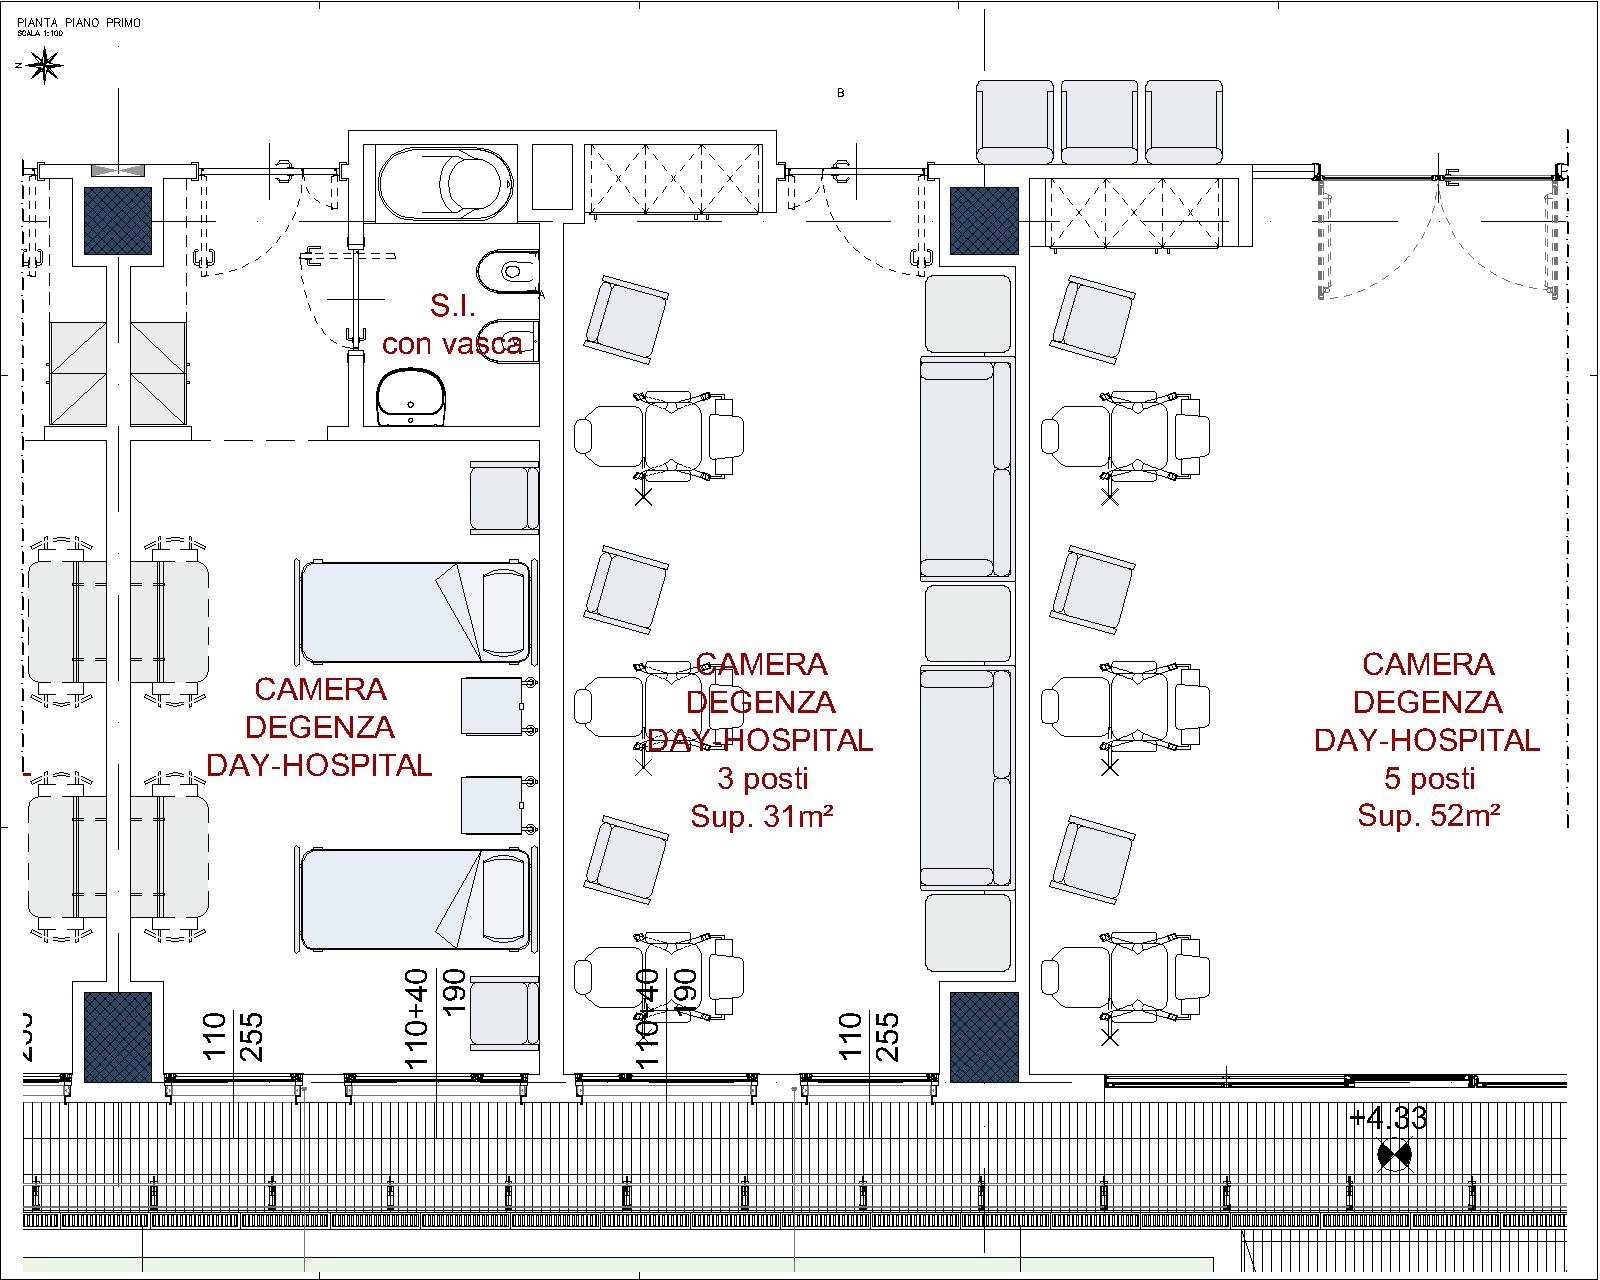 PIANTA PIANO PRIMO
SCALA 1:100
N
B
A
S.I.
con vasca
CAMERA
DEGENZA
DAY-HOSPITAL
CAMERA
DEGENZA
DAY-HOSPITAL
3 posti
Sup. 31m²
CAMERA
DEGENZA
DAY-HOSPITAL
5 posti
Sup. 52m²
110
255
110+40
190
110+40
190
110
255
+4.33